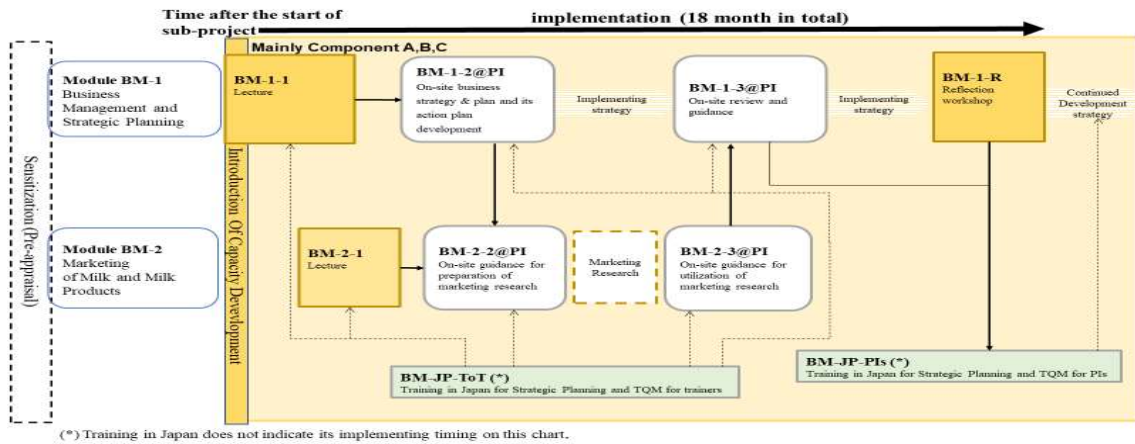 Time after the start of
sub-project
implementation (18 month in total)
Mainly Component A,B,C
Sensitization (Pre-appraisal)
Introduction Of Capacity Development
Module BM-1
Business
Management and
Strategic Planning
BM-1-1
Lecture
BM-1-2@PI
On-site business
strategy & plan and its
action plan
development
Implementing
strategy
BM-1-3@PI
On-site review and
guidance
Implementing
strategy
BM-1-R
Reflection
workshop
Continued
Development
strategy
Module BM-2
Marketing
of Milk and Milk
Products
BM-2-1
Lecture
BM-2-2@PI
On-site guidance for
preparation of
marketing research
Marketing
Research
BM-2-3@PI
On-site guidance for
utilization of
marketing research
BM-JP-ToT (*)
Training in Japan for Strategic Planning and TQM for trainers
BM-JP-PIs (*)
Training in Japan for Strategic Planning and TQM for PIs
(*) Training in Japan does not indicate its implementing timing on this chart.